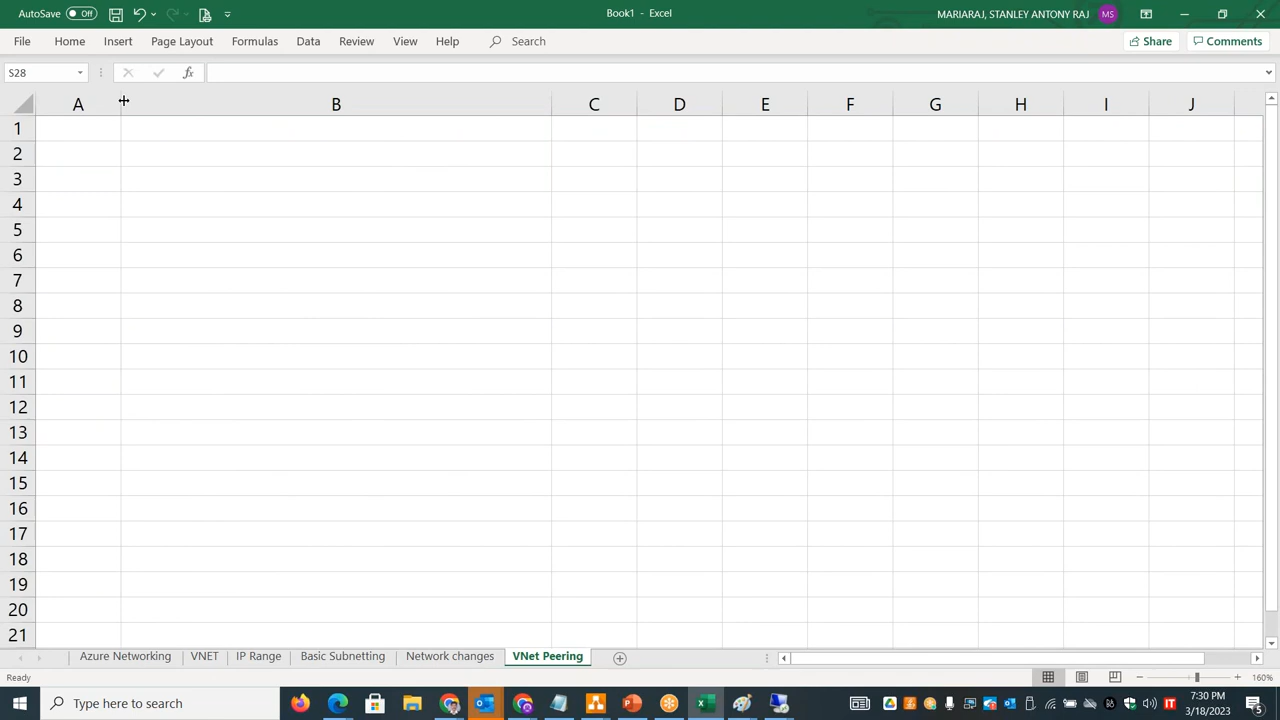 AutoSave Off
Book1 - Excel
MARIARAJ, STANLEY ANTONY RAJ MS
File Home Insert Page Layout Formulas Data Review View Help Search Share Comments
S28 fx
A B C D E F G H I J
1
2
3
4
5
6
7
8
9
10
11
12
13
14
15
16
17
18
19
20
21
Azure Networking VNET IP Range Basic Subnetting Network changes VNet Peering
Ready 160%
Type here to search
7:30 PM
3/18/2023